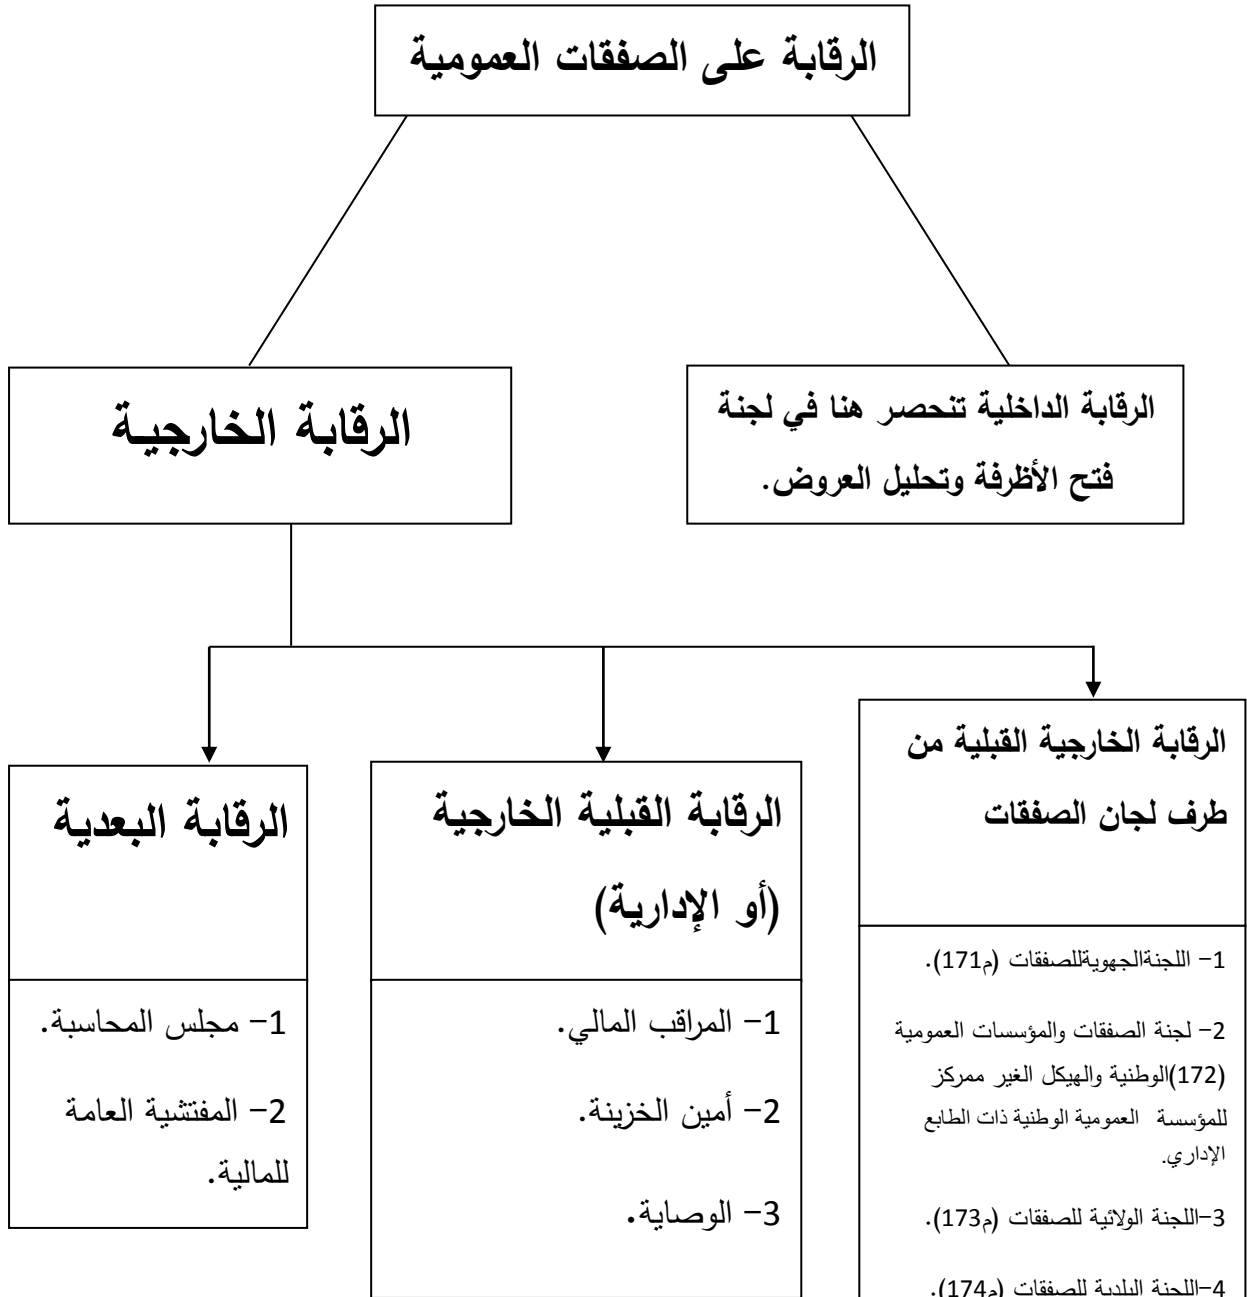 الرقابة على الصفقات العمومية
الرقابة الداخلية تنحصر هنا في لجنة
فتح الأظرفة وتحليل العروض.
الرقابة الخارجية
الرقابة الخارجية القبلية من
طرف لجان الصفقات
1- اللجنةالجهويةللصفقات (م171).
2- لجنة الصفقات والمؤسسات العمومية
(172)الوطنية والهيكل الغير ممركز
للمؤسسة العمومية الوطنية ذات الطابع
الإداري.
3-اللجنة الولائية للصفقات (م173).
4-اللجنة البلدية للصفقات (م174).
الرقابة القبلية الخارجية
(أو الإدارية)
1- المراقب المالي.
2- أمين الخزينة.
3- الوصاية.
الرقابة البعدية
1- مجلس المحاسبة.
2- المفتشية العامة
للمالية.